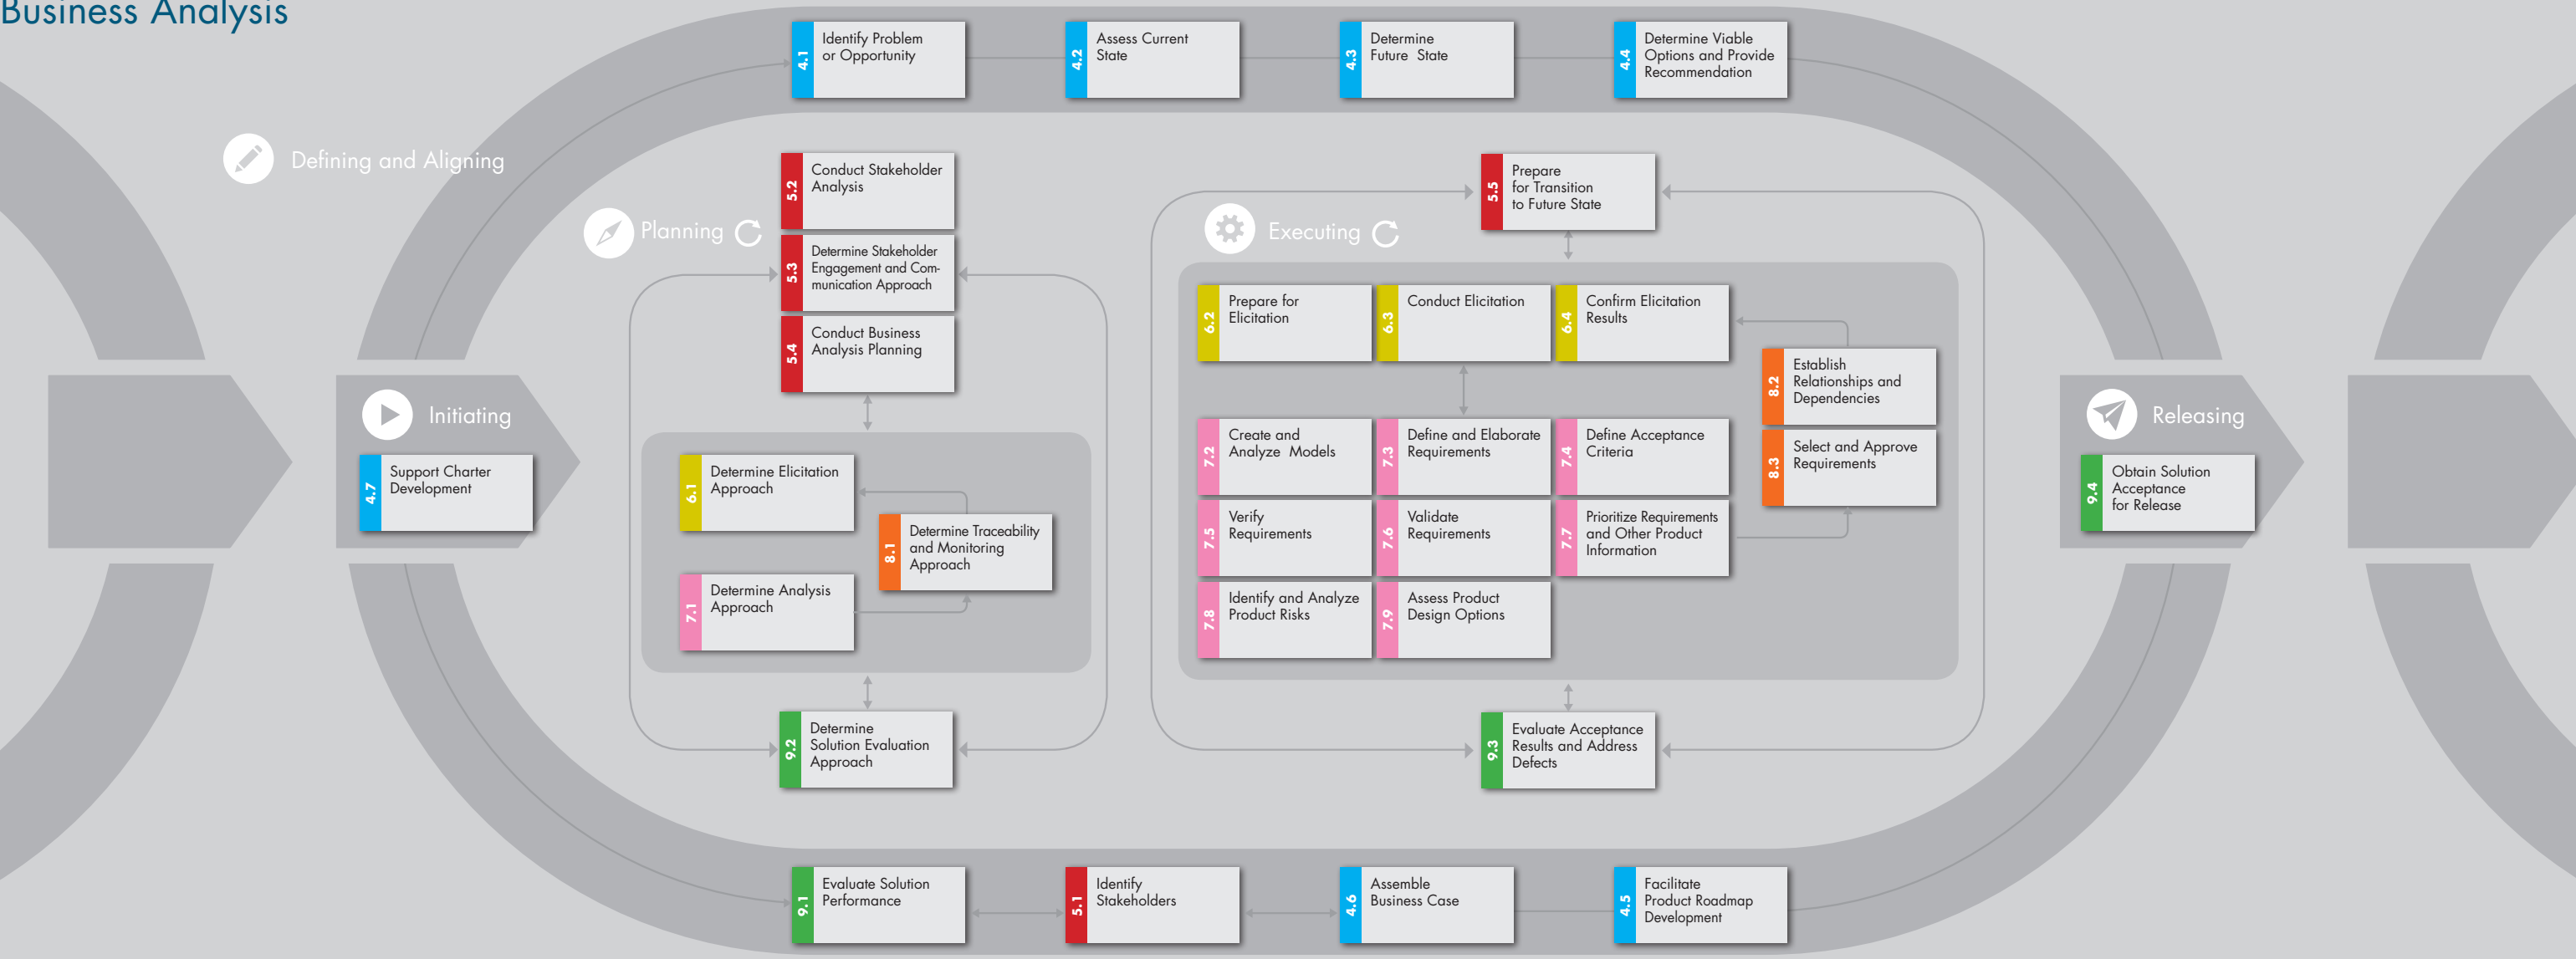 Business Analysis
4.1
Identify Problem
or Opportunity
4.2
Assess Current
State
4.3
Determine
Future State
4.4
Determine Viable
Options and Provide
Recommendation
Defining and Aligning
Planning
5.2
Conduct Stakeholder
Analysis
5.3
Determine Stakeholder
Engagement and Com-
munication Approach
5.4
Conduct Business
Analysis Planning
Executing
5.5
Prepare
for Transition
to Future State
6.2
Prepare for
Elicitation
6.3
Conduct Elicitation
6.4
Confirm Elicitation
Results
8.2
Establish
Relationships and
Dependencies
8.3
Select and Approve
Requirements
Initiating
4.7
Support Charter
Development
6.1
Determine Elicitation
Approach
8.1
Determine Traceability
and Monitoring
Approach
7.1
Determine Analysis
Approach
7.2
Create and
Analyze Models
7.3
Define and Elaborate
Requirements
7.4
Define Acceptance
Criteria
7.5
Verify
Requirements
7.6
Validate
Requirements
7.7
Prioritize Requirements
and Other Product
Information
7.8
Identify and Analyze
Product Risks
7.9
Assess Product
Design Options
Releasing
9.4
Obtain Solution
Acceptance
for Release
9.2
Determine
Solution Evaluation
Approach
9.3
Evaluate Acceptance
Results and Address
Defects
9.1
Evaluate Solution
Performance
5.1
Identify
Stakeholders
4.6
Assemble
Business Case
4.5
Facilitate
Product Roadmap
Development